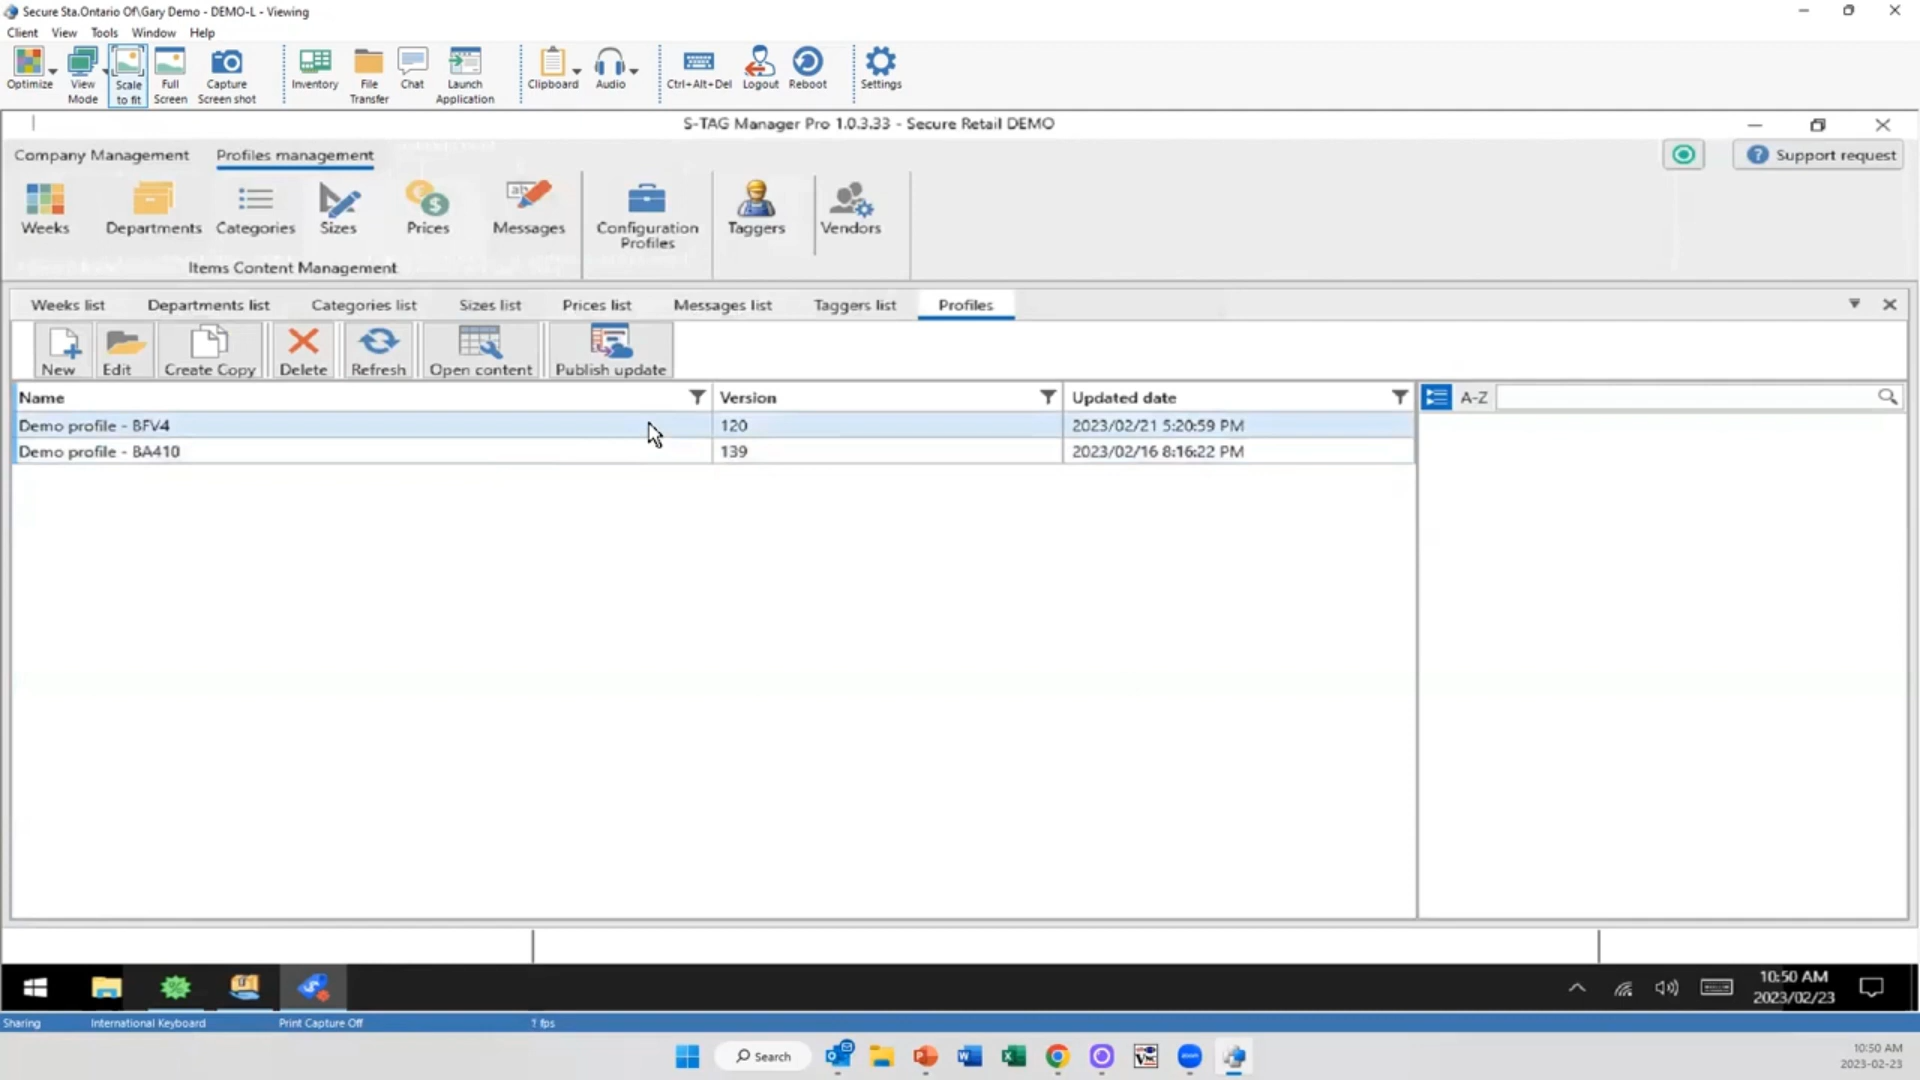 Secure Sta.Ontario Of\Gary Demo - DEMO-L - Viewing
Client View Tools Window Help
Optimize View Mode Scale to fit Full Screen Capture Screen shot Inventory File Transfer Chat Launch Application Clipboard Audio Ctrl+Alt+Del Logout Reboot Settings
S-TAG Manager Pro 1.0.3.33 - Secure Retail DEMO
Company Management Profiles management Support request
Weeks Departments Categories Sizes Prices Messages Configuration Profiles Taggers Vendors
Items Content Management
Weeks list Departments list Categories list Sizes list Prices list Messages list Taggers list Profiles
New Edit Create Copy Delete Refresh Open content Publish update
Name Version Updated date A-Z
Demo profile - BFV4 120 2023/02/21 5:20:59 PM
Demo profile - BA410 139 2023/02/16 8:16:22 PM
10:50 AM
2023/02/23
Sharing International Keyboard Print Capture Off 1 fps
Search
10:50 AM
2023-02-23